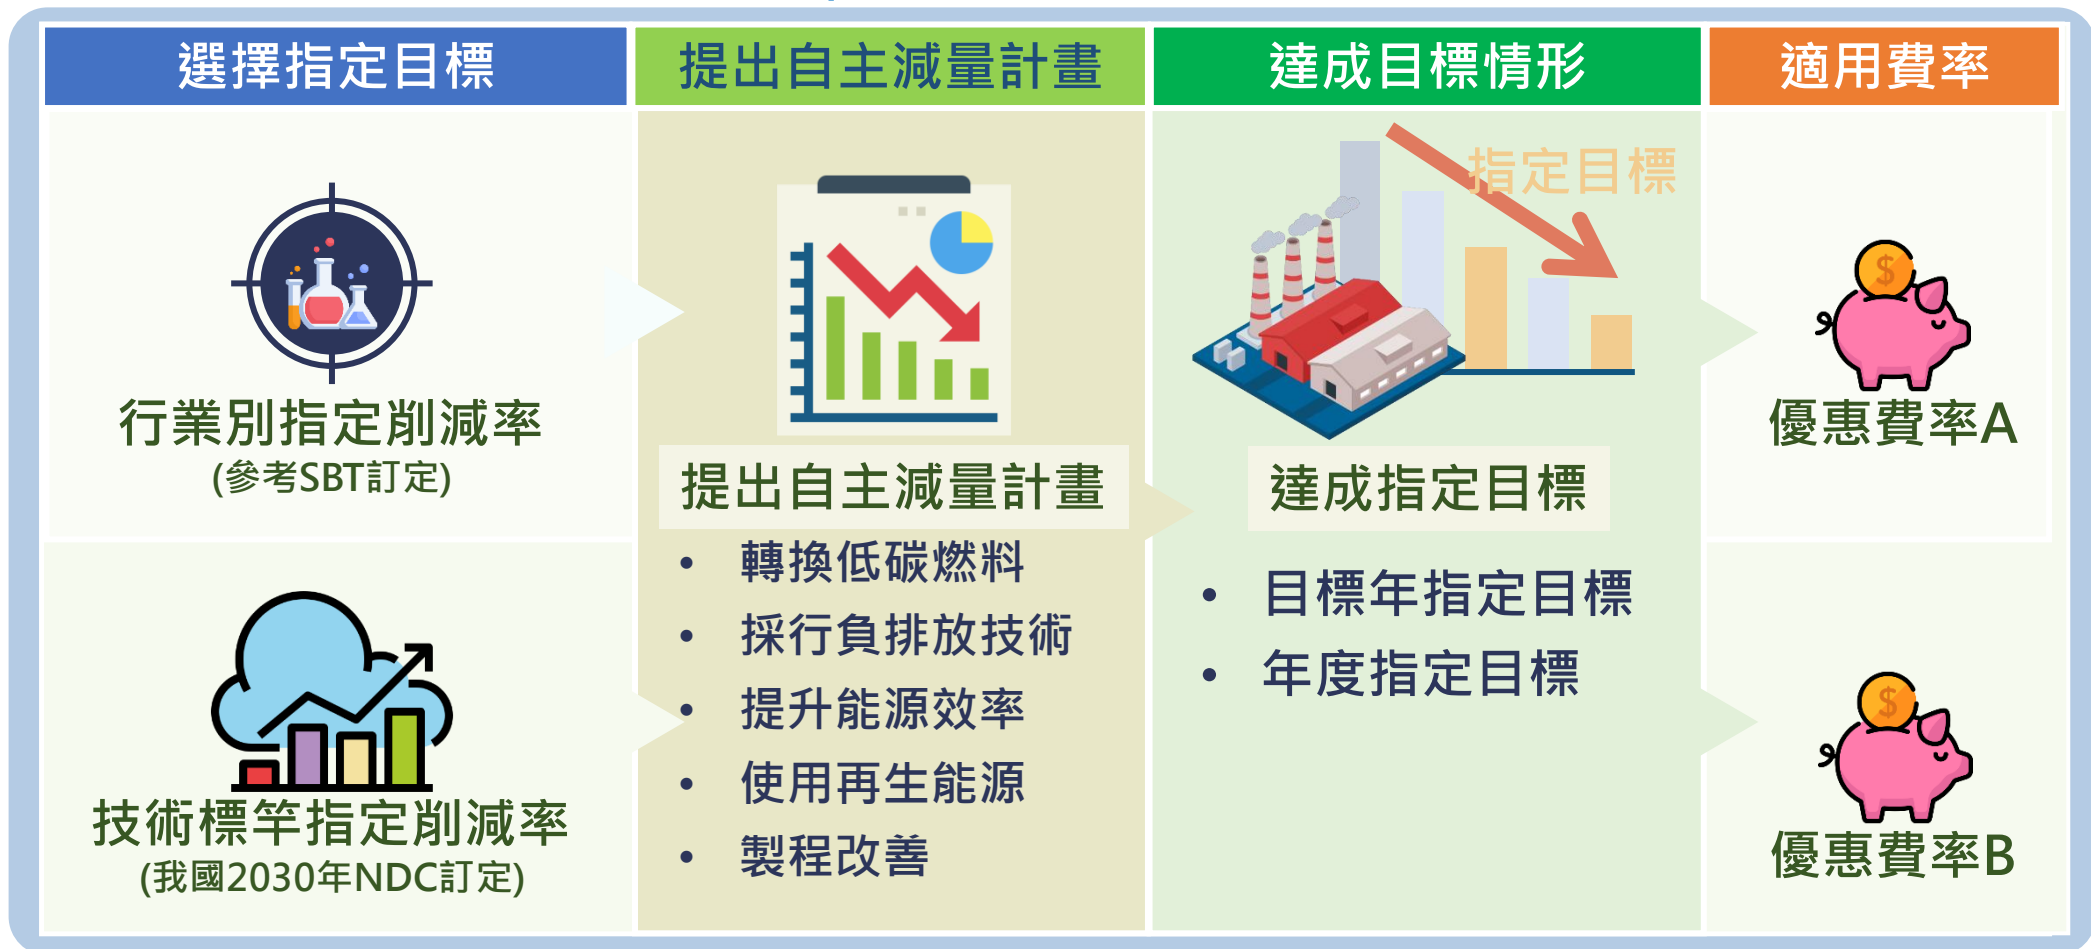 選擇指定目標
提出自主減量計畫
達成目標情形
適用費率
行業別指定削減率
(參考SBT訂定)
技術標竿指定削減率
(我國2030年NDC訂定)
提出自主減量計畫
• 轉換低碳燃料
• 採行負排放技術
• 提升能源效率
• 使用再生能源
• 製程改善
指定目標
達成指定目標
• 目標年指定目標
• 年度指定目標
$
優惠費率A
$
優惠費率B